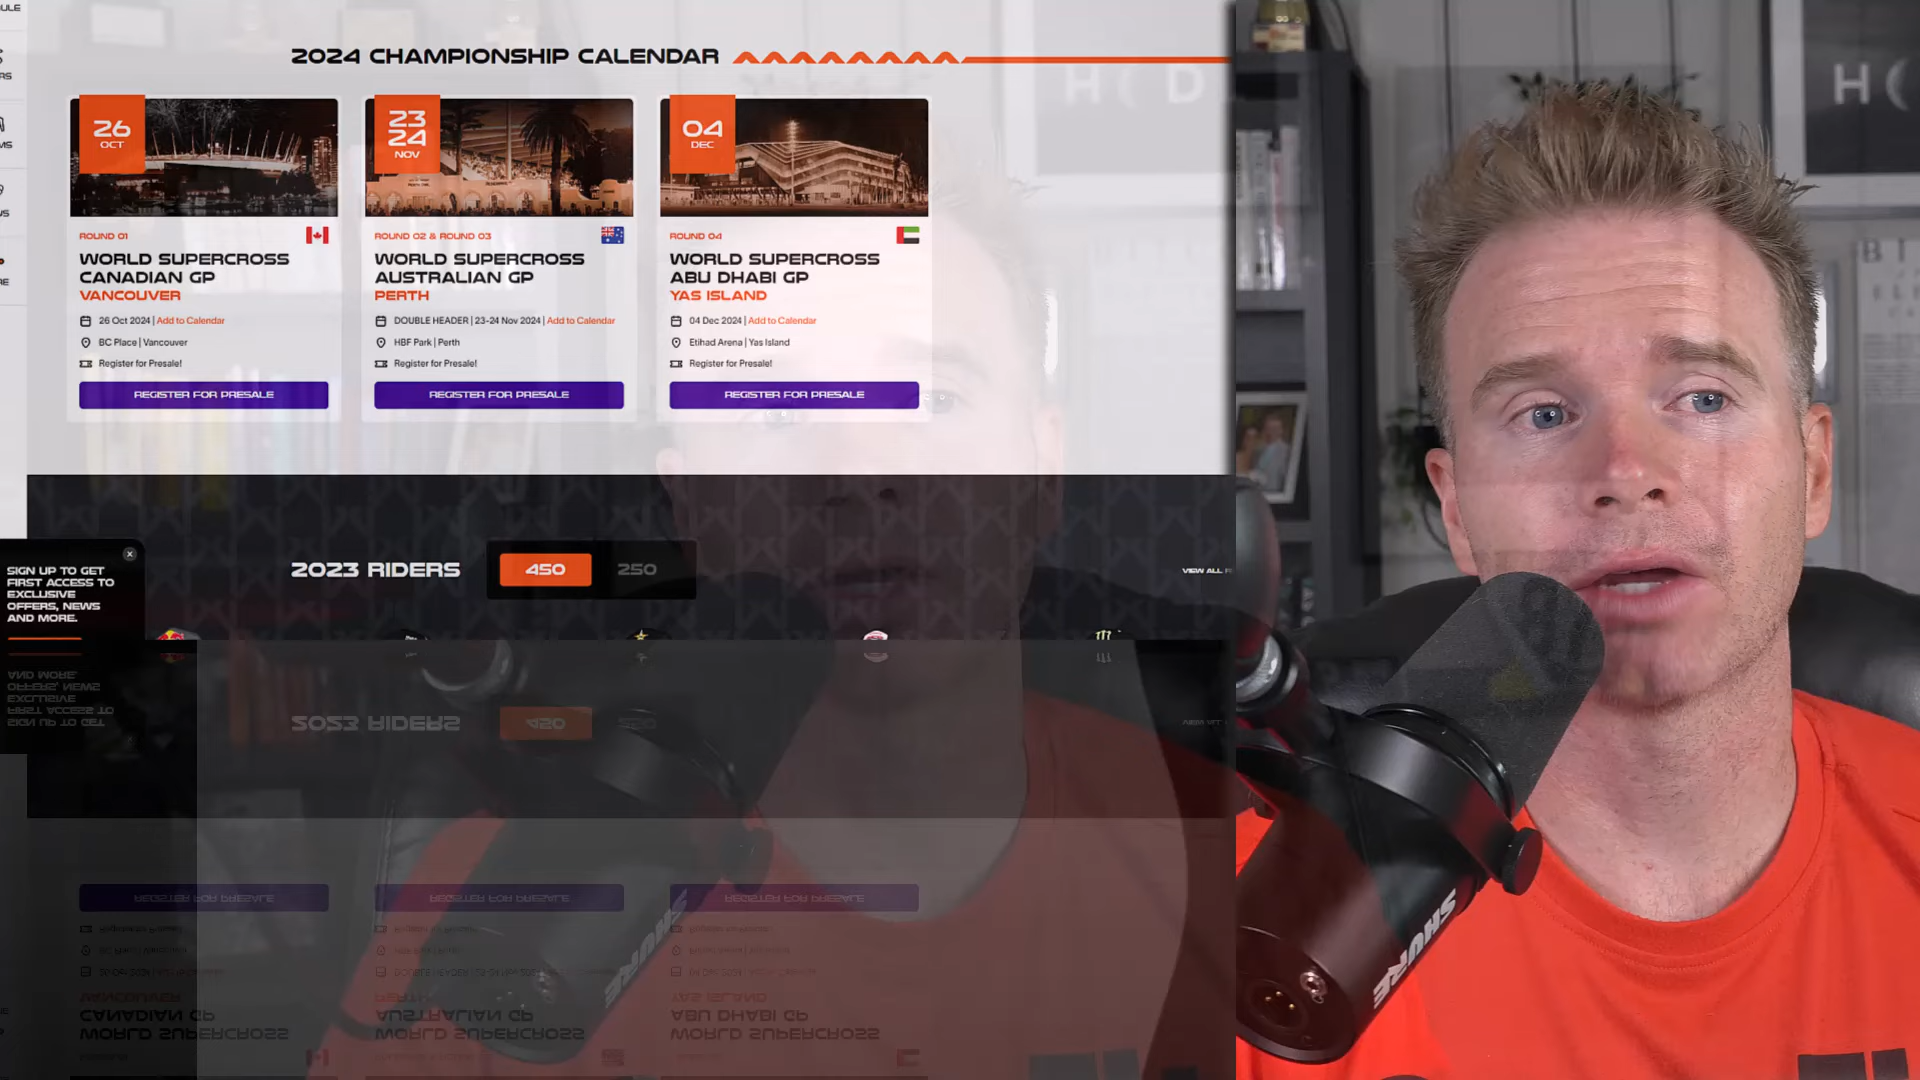 2024 CHAMPIONSHIP CALENDAR
26
OCT
ROUND 01
WORLD SUPERCROSS
CANADIAN GP
VANCOUVER
26 Oct 2024 | Add to Calendar
BC Place | Vancouver
Register for Presale!
REGISTER FOR PRESALE
23
24
NOV
ROUND 02 & ROUND 03
WORLD SUPERCROSS
AUSTRALIAN GP
PERTH
DOUBLE HEADER | 23-24 Nov 2024 | Add to Calendar
HBF Park | Perth
Register for Presale!
REGISTER FOR PRESALE
04
DEC
ROUND 04
WORLD SUPERCROSS
ABU DHABI GP
YAS ISLAND
04 Dec 2024 | Add to Calendar
Etihad Arena | Yas Island
Register for Presale!
REGISTER FOR PRESALE
SIGN UP TO GET
FIRST ACCESS TO
EXCLUSIVE
OFFERS, NEWS
AND MORE.
2023 RIDERS
450
250
VIEW ALL
SHURE
SHURE